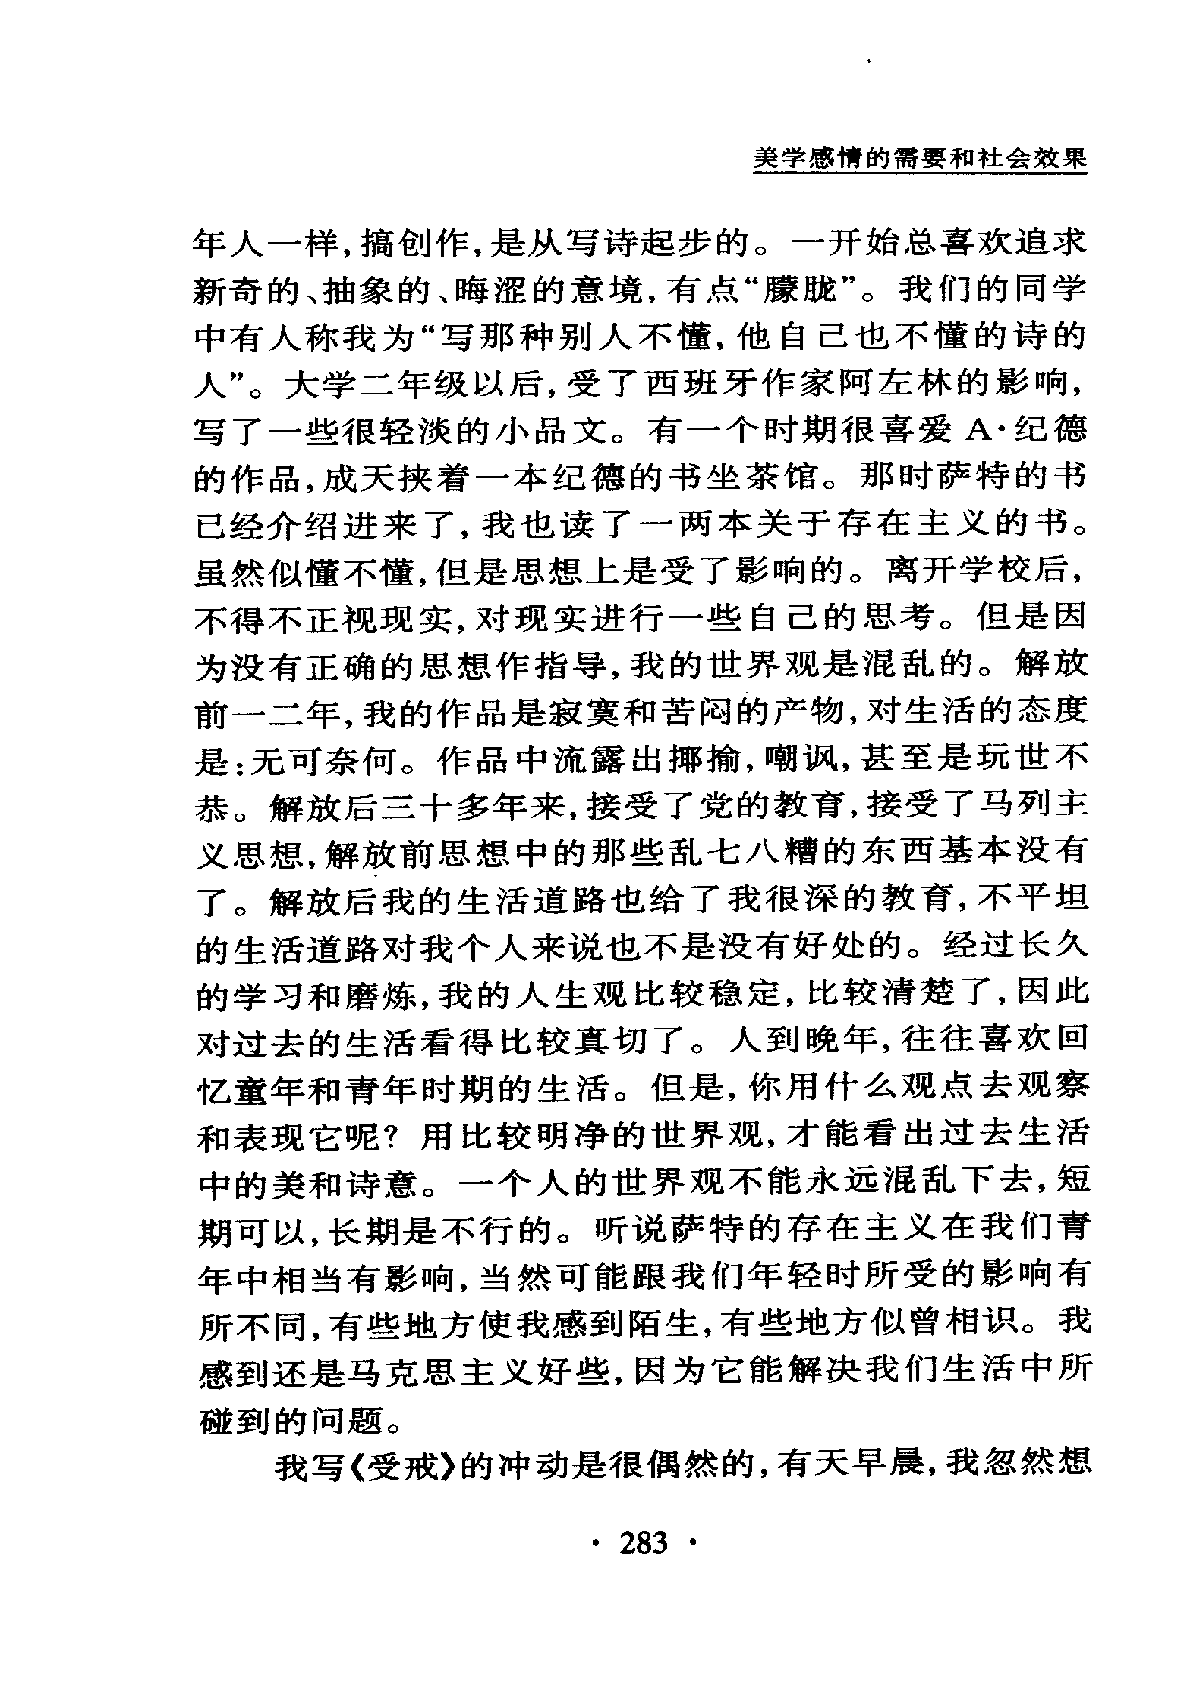 美学感情的需要和社会效果
年人一样,搞创作,是从写诗起步的。一开始总喜欢追求
新奇的、抽象的、晦涩的意境,有点“朦胧”。我们的同学
中有人称我为“写那种别人不懂,他自己也不懂的诗的
人”。大学二年级以后,受了西班牙作家阿左林的影响,
写了一些很轻淡的小品文。有一个时期很喜爱 A·纪德
的作品,成天挟着一本纪德的书坐茶馆。那时萨特的书
已经介绍进来了,我也读了一两本关于存在主义的书。
虽然似懂不懂,但是思想上是受了影响的。离开学校后,
不得不正视现实,对现实进行一些自己的思考。但是因
为没有正确的思想作指导,我的世界观是混乱的。解放
前一二年,我的作品是寂寞和苦闷的产物,对生活的态度
是:无可奈何。作品中流露出揶揄,嘲讽,甚至是玩世不
恭。解放后三十多年来,接受了党的教育,接受了马列主
义思想,解放前思想中的那些乱七八糟的东西基本没有
了。解放后我的生活道路也给了我很深的教育,不平坦
的生活道路对我个人来说也不是没有好处的。经过长久
的学习和磨炼,我的人生观比较稳定,比较清楚了,因此
对过去的生活看得比较真切了。人到晚年,往往喜欢回
忆童年和青年时期的生活。但是,你用什么观点去观察
和表现它呢?用比较明净的世界观,才能看出过去生活
中的美和诗意。一个人的世界观不能永远混乱下去,短
期可以,长期是不行的。听说萨特的存在主义在我们青
年中相当有影响,当然可能跟我们年轻时所受的影响有
所不同,有些地方使我感到陌生,有些地方似曾相识。我
感到还是马克思主义好些,因为它能解决我们生活中所
碰到的问题。
我写《受戒》的冲动是很偶然的,有天早晨,我忽然想
· 283 ·